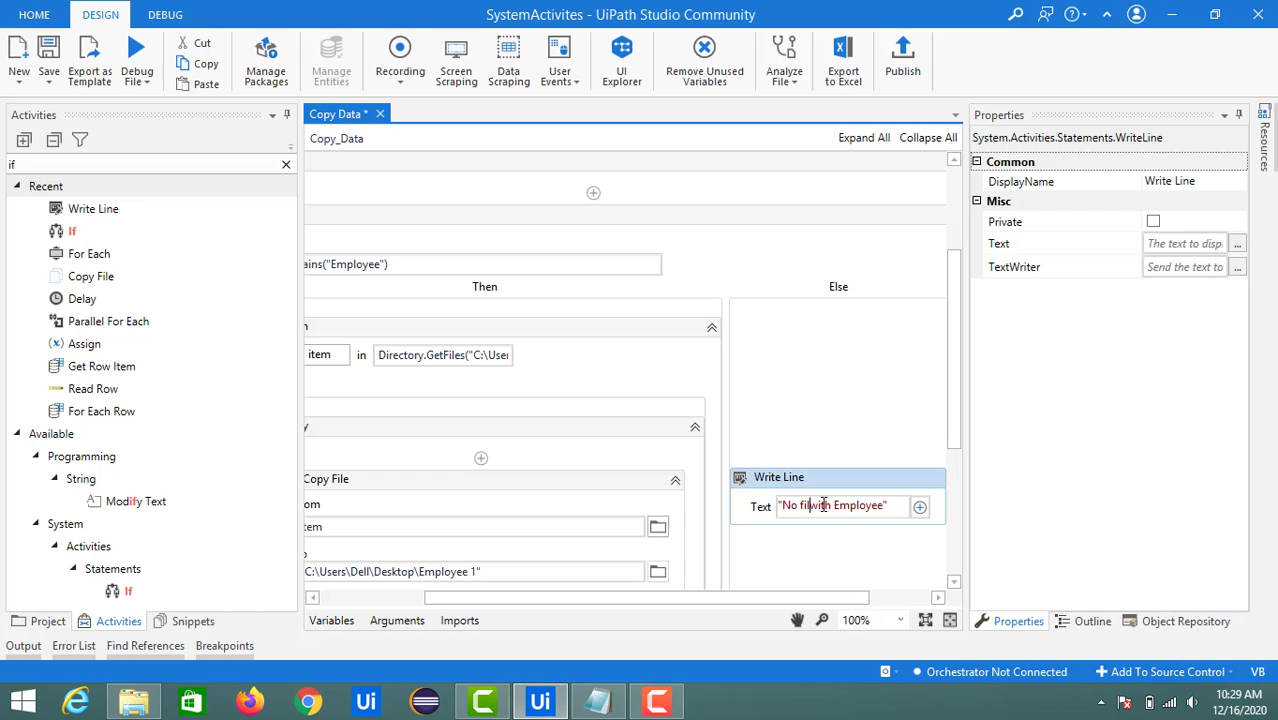 HOME DESIGN DEBUG SystemActivites - UiPath Studio Community
New Save Export as Template Debug File Cut Copy Paste Manage Packages Manage Entities Recording Screen Scraping Data Scraping User Events UI Explorer Remove Unused Variables Analyze File Export to Excel Publish
Activities
if
Recent
Write Line
If
For Each
Copy File
Delay
Parallel For Each
Assign
Get Row Item
Read Row
For Each Row
Available
Programming
String
Modify Text
System
Activities
Statements
If
Project Activities Snippets
Copy Data *
Copy_Data Expand All Collapse All
ains("Employee")
Then Else
n
item in Directory.GetFiles("C:\User
y
Copy File
om
tem
o
C:\Users\Dell\Desktop\Employee 1"
Write Line
Text "No filwith Employee"
Variables Arguments Imports 100%
Properties
System.Activities.Statements.WriteLine
Common
DisplayName Write Line
Misc
Private
Text The text to disp ...
TextWriter Send the text to ...
Properties Outline Object Repository
Resources
Output Error List Find References Breakpoints
Orchestrator Not Connected Add To Source Control VB
Ui Ui
10:29 AM
12/16/2020